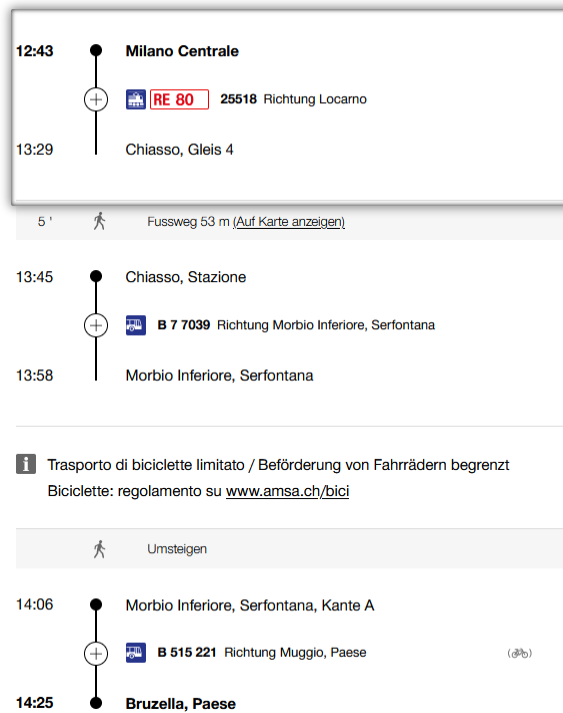 12:43 Milano Centrale
RE 80 25518 Richtung Locarno
13:29 Chiasso, Gleis 4
5 ' Fussweg 53 m (Auf Karte anzeigen)
13:45 Chiasso, Stazione
B 7 7039 Richtung Morbio Inferiore, Serfontana
13:58 Morbio Inferiore, Serfontana
i Trasporto di biciclette limitato / Beförderung von Fahrrädern begrenzt
Biciclette: regolamento su www.amsa.ch/bici
Umsteigen
14:06 Morbio Inferiore, Serfontana, Kante A
B 515 221 Richtung Muggio, Paese
14:25 Bruzella, Paese